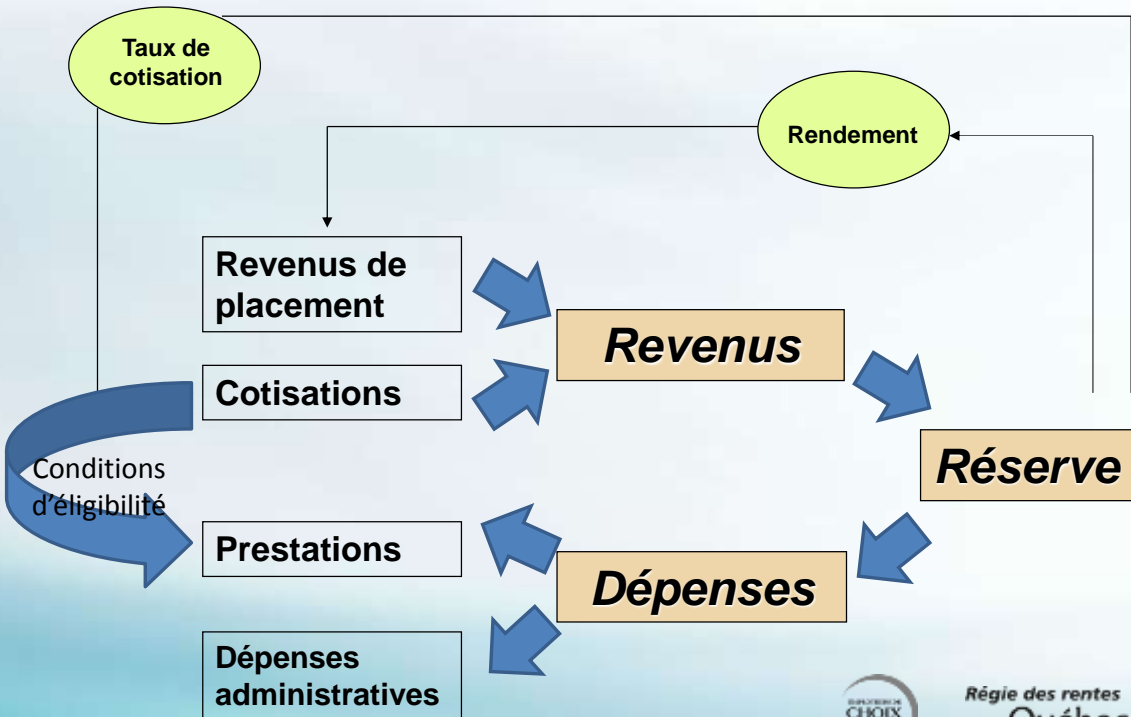 Taux de
cotisation
Rendement
Revenus de
placement
Revenus
Cotisations
Réserve
Conditions
d'éligibilité
Prestations
Dépenses
Dépenses
administratives
CHOIX
Régie des rentes